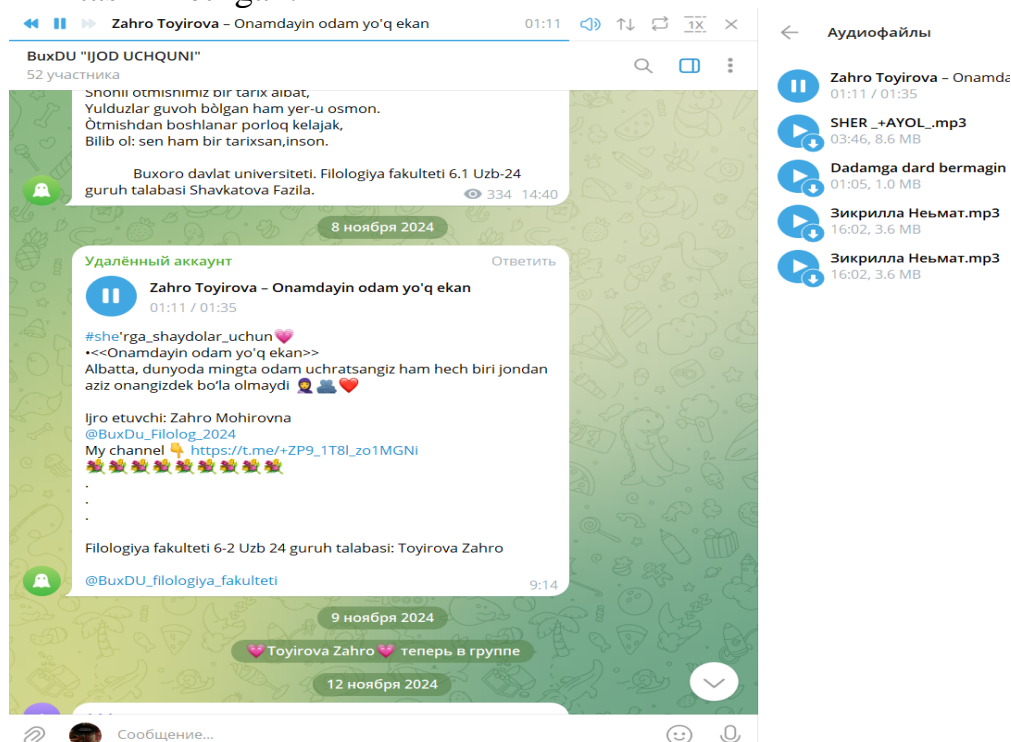 Zahro Toyirova – Onamdayin odam yo'q ekan
01:11
1X
BuxDU "IJOD UCHQUNI"
52 участника
Shonli otmishimiz bir tarix albat,
Yulduzlar guvoh bòlgan ham yer-u osmon.
Òtmishdan boshlanar porloq kelajak,
Bilib ol: sen ham bir tarixsan,inson.
Buxoro davlat universiteti. Filologiya fakulteti 6.1 Uzb-24
guruh talabasi Shavkatova Fazila.
334 14:40
8 ноября 2024
Удалённый аккаунт
Ответить
Zahro Toyirova – Onamdayin odam yo'q ekan
01:11 / 01:35
#she'rga_shaydolar_uchun💗
•<<Onamdayin odam yo'q ekan>>
Albatta, dunyoda mingta odam uchratsangiz ham hech biri jondan
aziz onangizdek bo‘la olmaydi 🧕🫂❤️
Ijro etuvchi: Zahro Mohirovna
@BuxDu_Filolog_2024
My channel 👇 https://t.me/+ZP9_1T8l_zo1MGNi
💐💐💐💐💐💐💐💐💐
.
.
.
Filologiya fakulteti 6-2 Uzb 24 guruh talabasi: Toyirova Zahro
@BuxDU_filologiya_fakulteti
9:14
9 ноября 2024
💗Toyirova Zahro💗 теперь в группе
12 ноября 2024
Сообщение...
Аудиофайлы
Zahro Toyirova – Onamda
01:11 / 01:35
SHER _+AYOL_.mp3
03:46, 8.6 MB
Dadamga dard bermagin
01:05, 1.0 MB
Зикрилла Неьмат.mp3
16:02, 3.6 MB
Зикрилла Неьмат.mp3
16:02, 3.6 MB